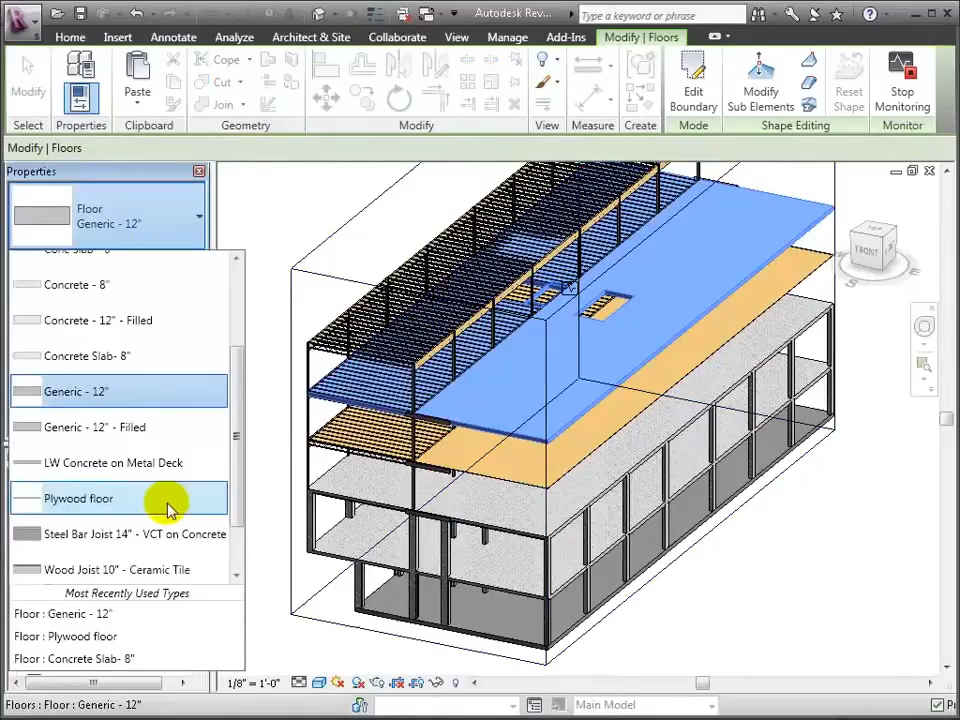 Autodesk Rev...
Type a keyword or phrase
Home Insert Annotate Analyze Architect & Site Collaborate View Manage Add-Ins Modify | Floors
Cope
Cut
Join
Modify
Paste
Edit
Boundary
Modify
Sub Elements
Reset
Shape
Stop
Monitoring
Select Properties Clipboard Geometry Modify View Measure Create Mode Shape Editing Monitor
Modify | Floors
Properties
Floor
Generic - 12"
Conc Slab - 8"
Concrete - 8"
Concrete - 12" - Filled
Concrete Slab- 8"
Generic - 12"
Generic - 12" - Filled
LW Concrete on Metal Deck
Plywood floor
Steel Bar Joist 14" - VCT on Concrete
Wood Joist 10" - Ceramic Tile
Most Recently Used Types
Floor : Generic - 12"
Floor : Plywood floor
Floor : Concrete Slab- 8"
TOP
FRONT
S
E
1/8" = 1'-0"
Floors : Floor : Generic - 12"
Main Model